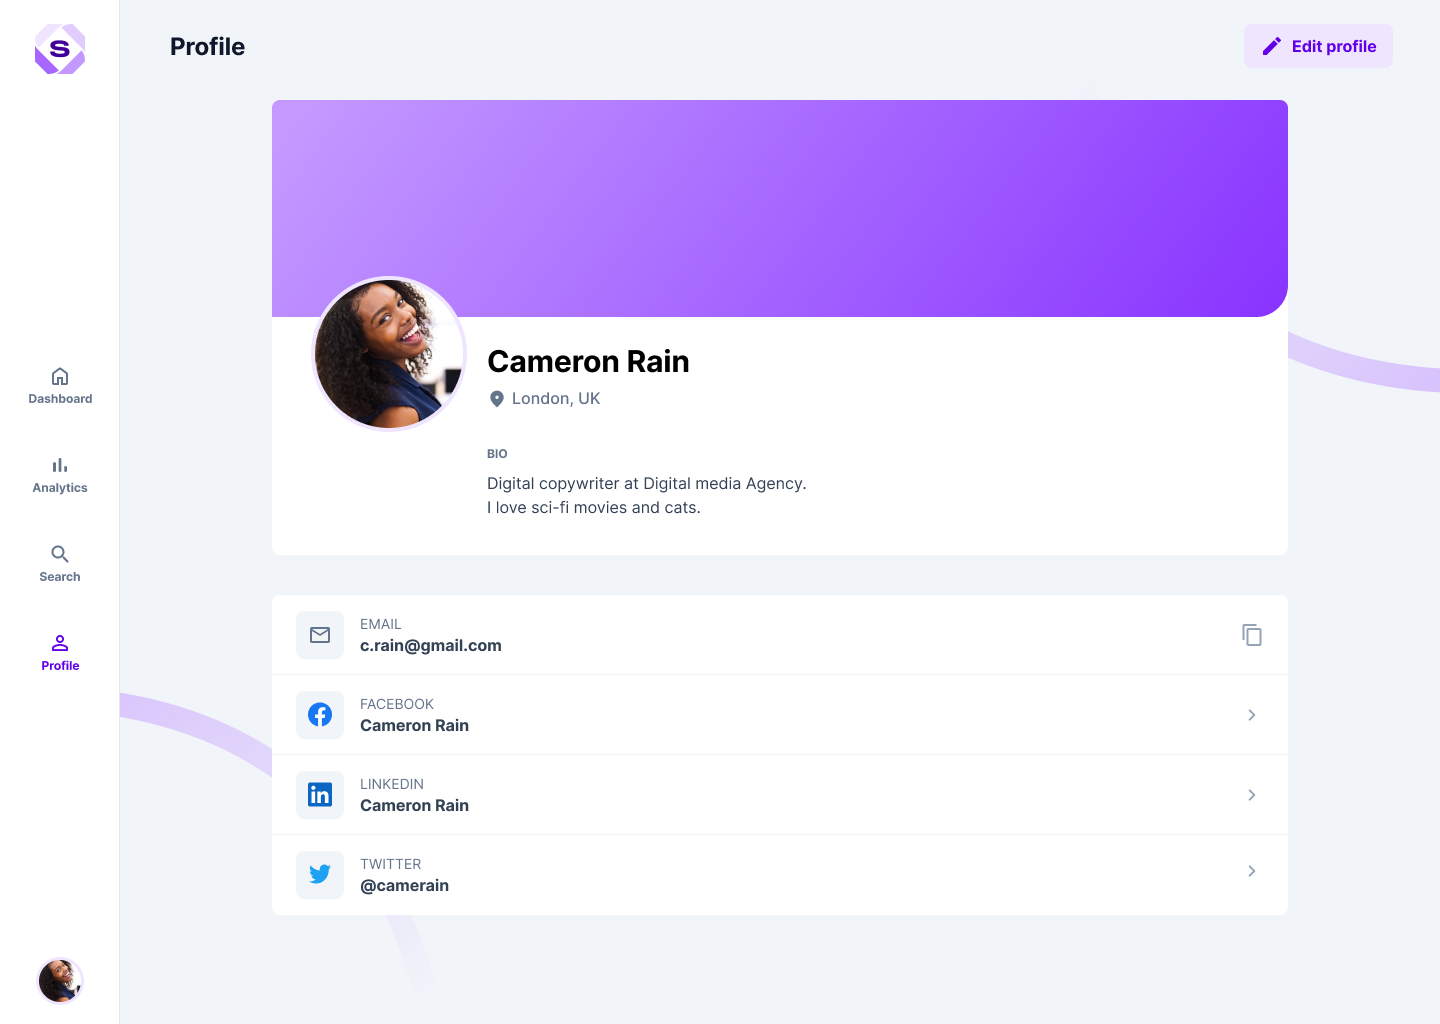 S
Profile
Edit profile
Cameron Rain
London, UK
BIO
Digital copywriter at Digital media Agency.
I love sci-fi movies and cats.
Dashboard
Analytics
Search
Profile
EMAIL
c.rain@gmail.com
FACEBOOK
Cameron Rain
LINKEDIN
Cameron Rain
TWITTER
@camerain